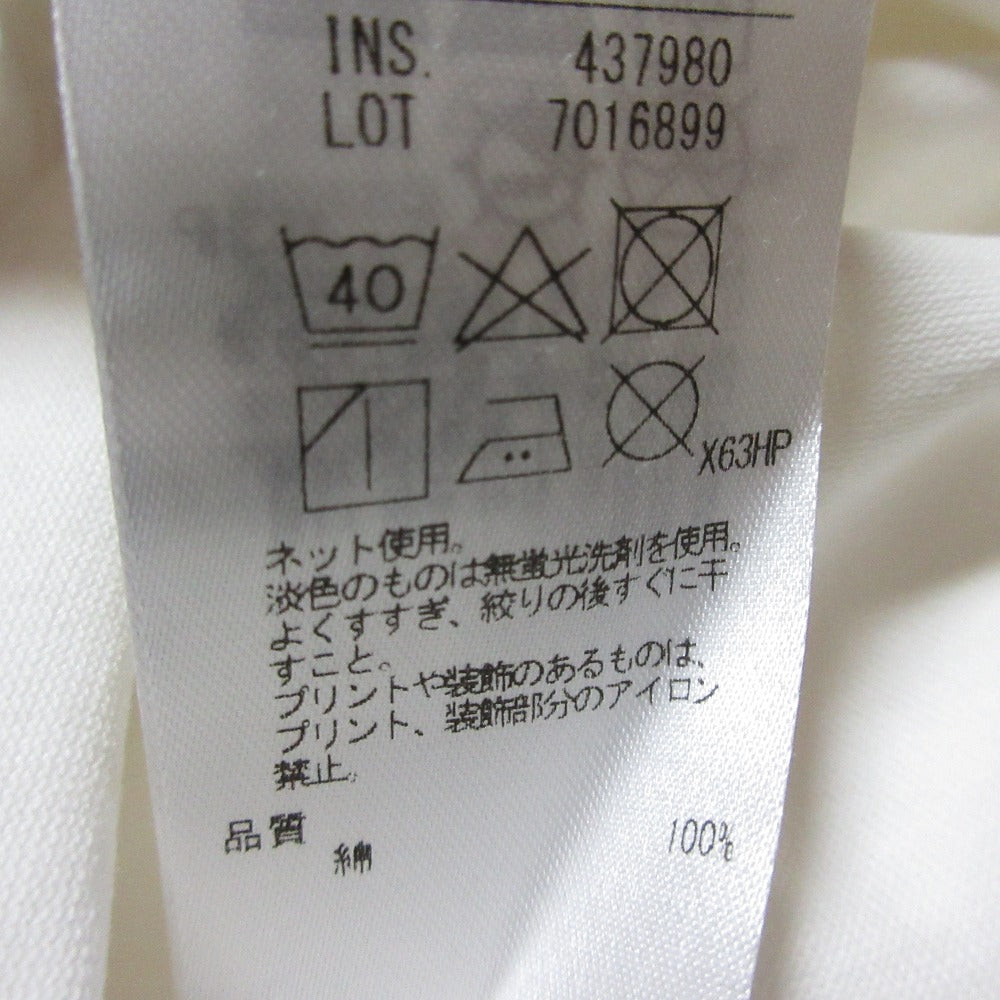 INS. 437980
LOT 7016899
40
X63HP
ネット使用。
淡色のものは無蛍光洗剤を使用。
よくすすぎ、絞りの後すぐに干
すこと。
プリントや装飾のあるものは、
プリント、装飾部分のアイロン
禁止。
品質
綿 100%